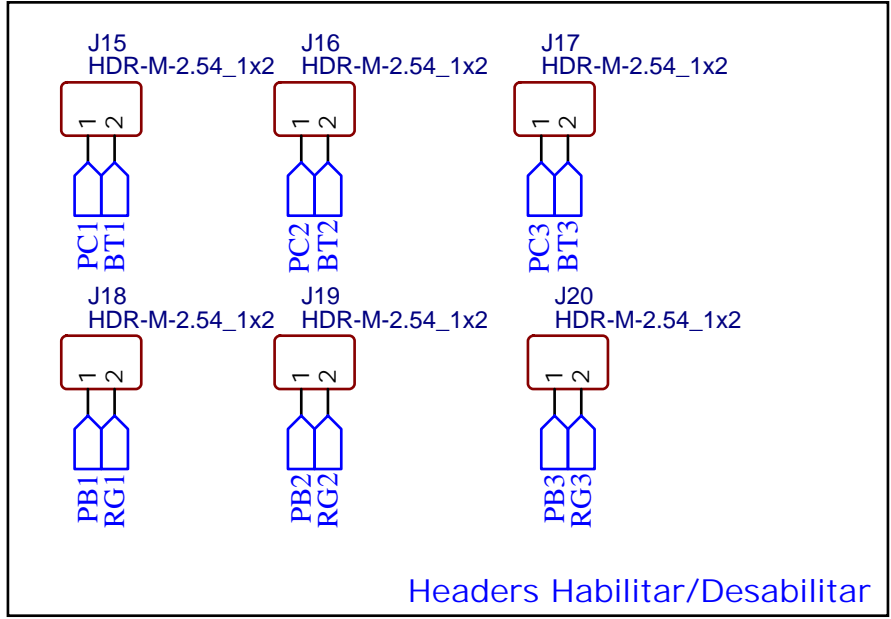 J15 J16 J17
HDR-M-2.54_1x2 HDR-M-2.54_1x2 HDR-M-2.54_1x2
1 2 1 2 1 2
PC1 BT1 PC2 BT2 PC3 BT3
J18 J19 J20
HDR-M-2.54_1x2 HDR-M-2.54_1x2 HDR-M-2.54_1x2
1 2 1 2 1 2
PB1 RG1 PB2 RG2 PB3 RG3
Headers Habilitar/Desabilitar